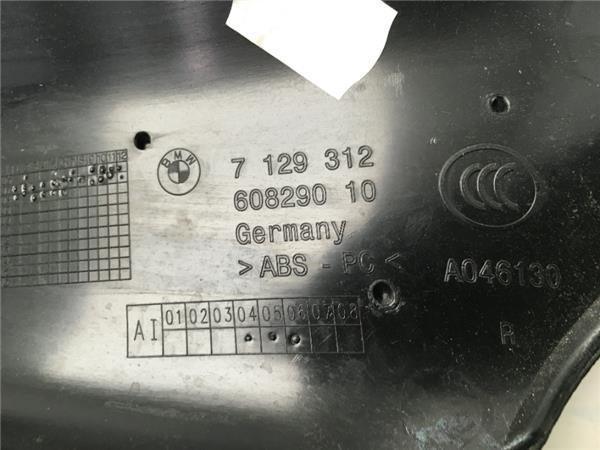 BMW
7 129 312
608290 10
Germany
>ABS - PC<
CCC
A046130
AI 01 02 03 04 05 06 07 08
R